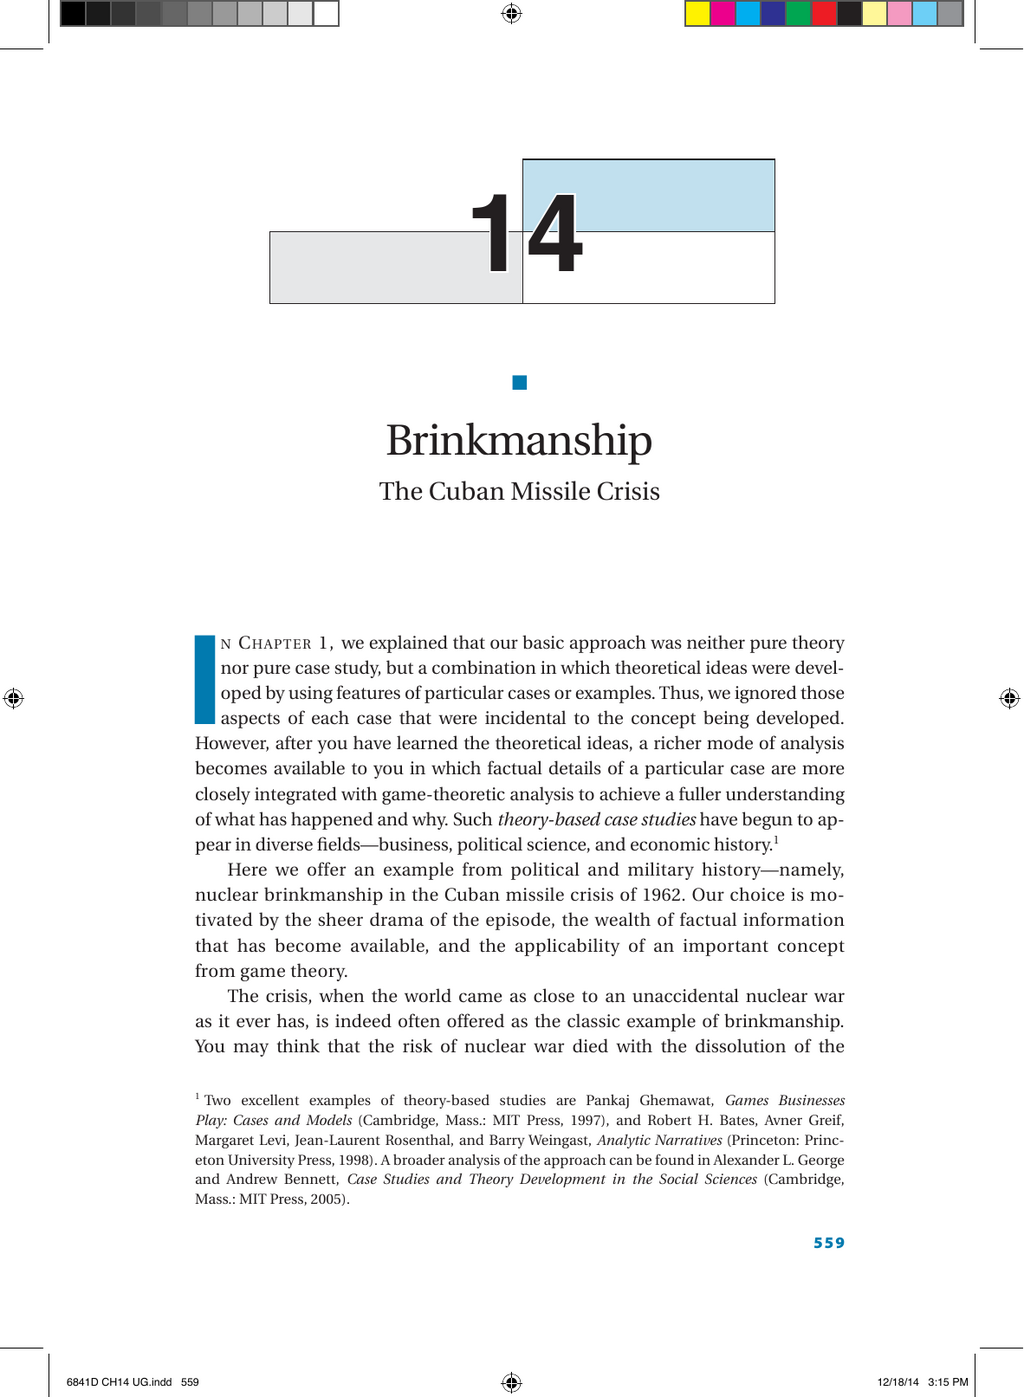 14
Brinkmanship
The Cuban Missile Crisis
IN CHAPTER 1, we explained that our basic approach was neither pure theory
nor pure case study, but a combination in which theoretical ideas were devel-
oped by using features of particular cases or examples. Thus, we ignored those
aspects of each case that were incidental to the concept being developed.
However, after you have learned the theoretical ideas, a richer mode of analysis
becomes available to you in which factual details of a particular case are more
closely integrated with game-theoretic analysis to achieve a fuller understanding
of what has happened and why. Such theory-based case studies have begun to ap-
pear in diverse fields—business, political science, and economic history.1
Here we offer an example from political and military history—namely,
nuclear brinkmanship in the Cuban missile crisis of 1962. Our choice is mo-
tivated by the sheer drama of the episode, the wealth of factual information
that has become available, and the applicability of an important concept
from game theory.
The crisis, when the world came as close to an unaccidental nuclear war
as it ever has, is indeed often offered as the classic example of brinkmanship.
You may think that the risk of nuclear war died with the dissolution of the
1 Two excellent examples of theory-based studies are Pankaj Ghemawat, Games Businesses
Play: Cases and Models (Cambridge, Mass.: MIT Press, 1997), and Robert H. Bates, Avner Greif,
Margaret Levi, Jean-Laurent Rosenthal, and Barry Weingast, Analytic Narratives (Princeton: Princ-
eton University Press, 1998). A broader analysis of the approach can be found in Alexander L. George
and Andrew Bennett, Case Studies and Theory Development in the Social Sciences (Cambridge,
Mass.: MIT Press, 2005).
559
6841D CH14 UG.indd 559
12/18/14 3:15 PM